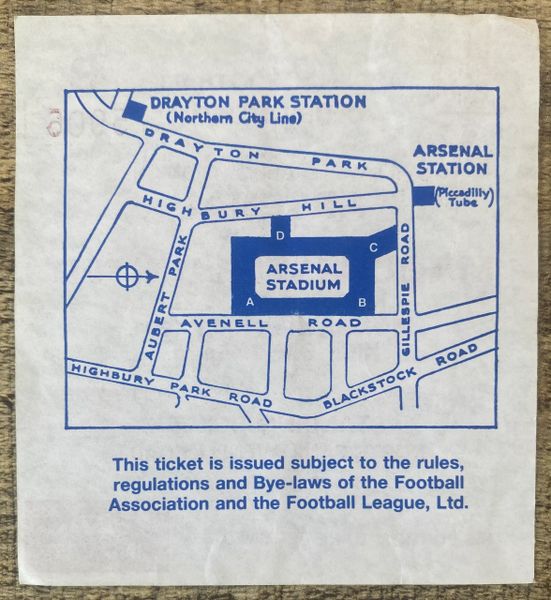 DRAYTON PARK STATION
(Northern City Line)
DRAYTON PARK
ARSENAL
STATION
(Piccadilly)
Tube
HIGHBURY HILL
D
C
ARSENAL
STADIUM
A
B
AUBERT PARK
GILLESPIE ROAD
AVENELL ROAD
HIGHBURY PARK ROAD
BLACKSTOCK ROAD
This ticket is issued subject to the rules,
regulations and Bye-laws of the Football
Association and the Football League, Ltd.